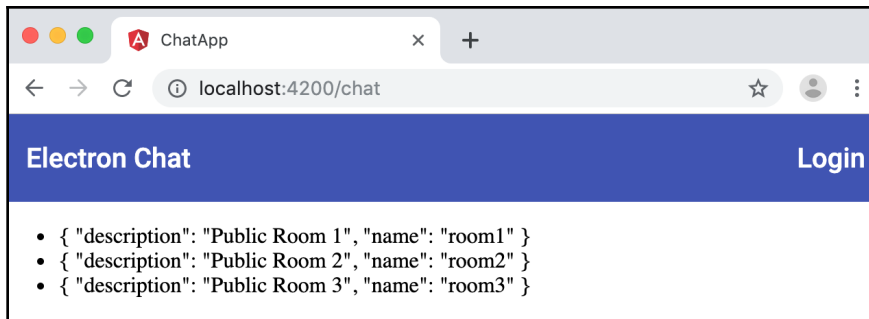 ChatApp
localhost:4200/chat
Electron Chat Login
{ "description": "Public Room 1", "name": "room1" }
{ "description": "Public Room 2", "name": "room2" }
{ "description": "Public Room 3", "name": "room3" }